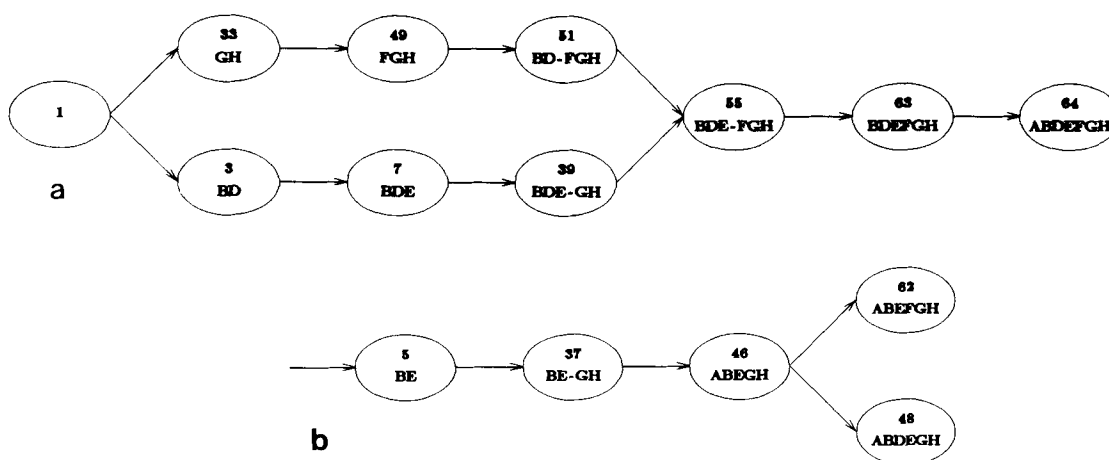 33
GH
49
FGH
51
BD-FGH
1
55
BDE-FGH
63
BDEFGH
64
ABDEFGH
3
BD
7
BDE
39
BDE-GH
a
5
BE
37
BE-GH
46
ABEGH
62
ABEFGH
48
ABDEGH
b